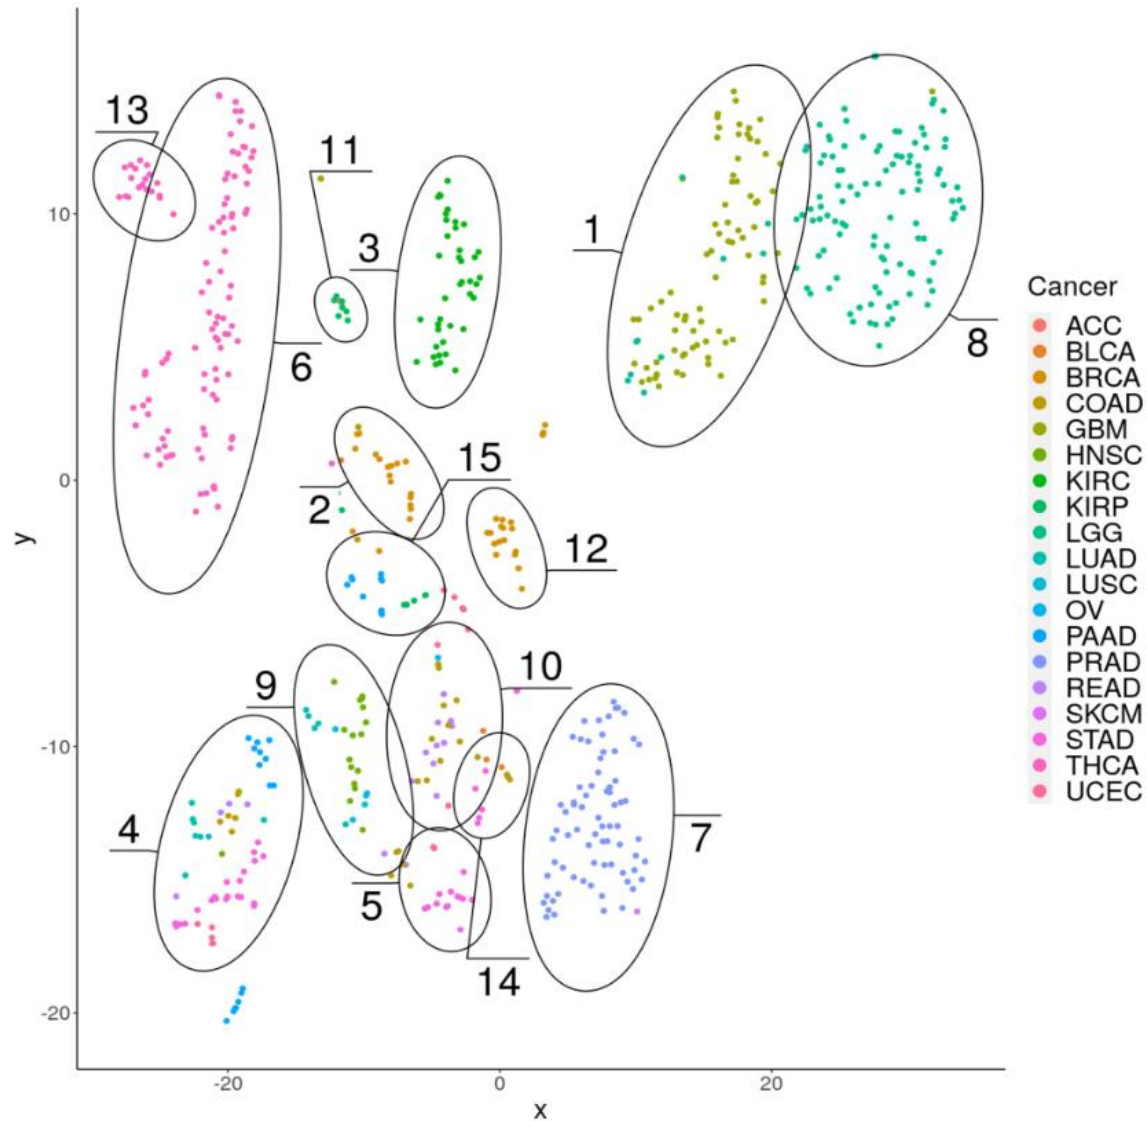 13
11
3
1
10
6
8
Cancer
ACC
BLCA
BRCA
COAD
GBM
HNSC
KIRC
KIRP
LGG
LUAD
LUSC
OV
PAAD
PRAD
READ
SKCM
STAD
THCA
UCEC
15
0
2
12
y
10
9
-10
4
7
5
14
-20
-20
0
20
x